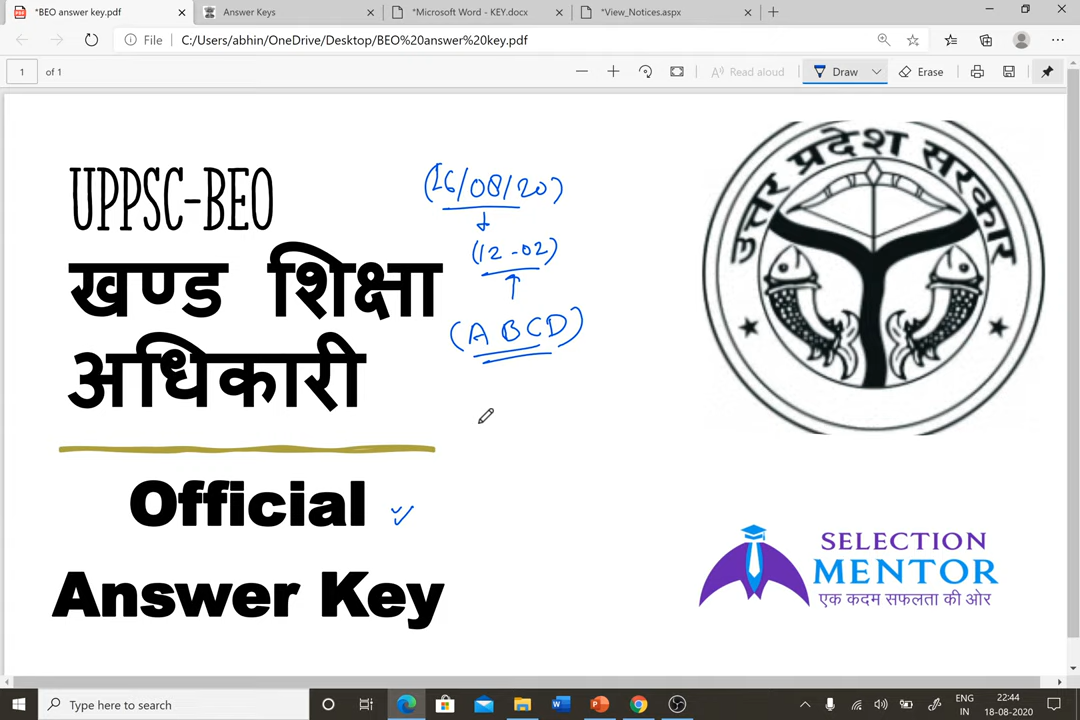 *BEO answer key.pdf
Answer Keys
*Microsoft Word - KEY.docx
*View_Notices.aspx
File
C:/Users/abhin/OneDrive/Desktop/BEO%20answer%20key.pdf
1
of 1
Read aloud
Draw
Erase
UPPSC-BEO
खण्ड शिक्षा
अधिकारी
(16/08/20)
(12-02)
(A B C D)
उत्तर प्रदेश सरकार
Official
Answer Key
SELECTION
MENTOR
एक कदम सफलता की ओर
Type here to search
ENG
IN
22:44
18-08-2020